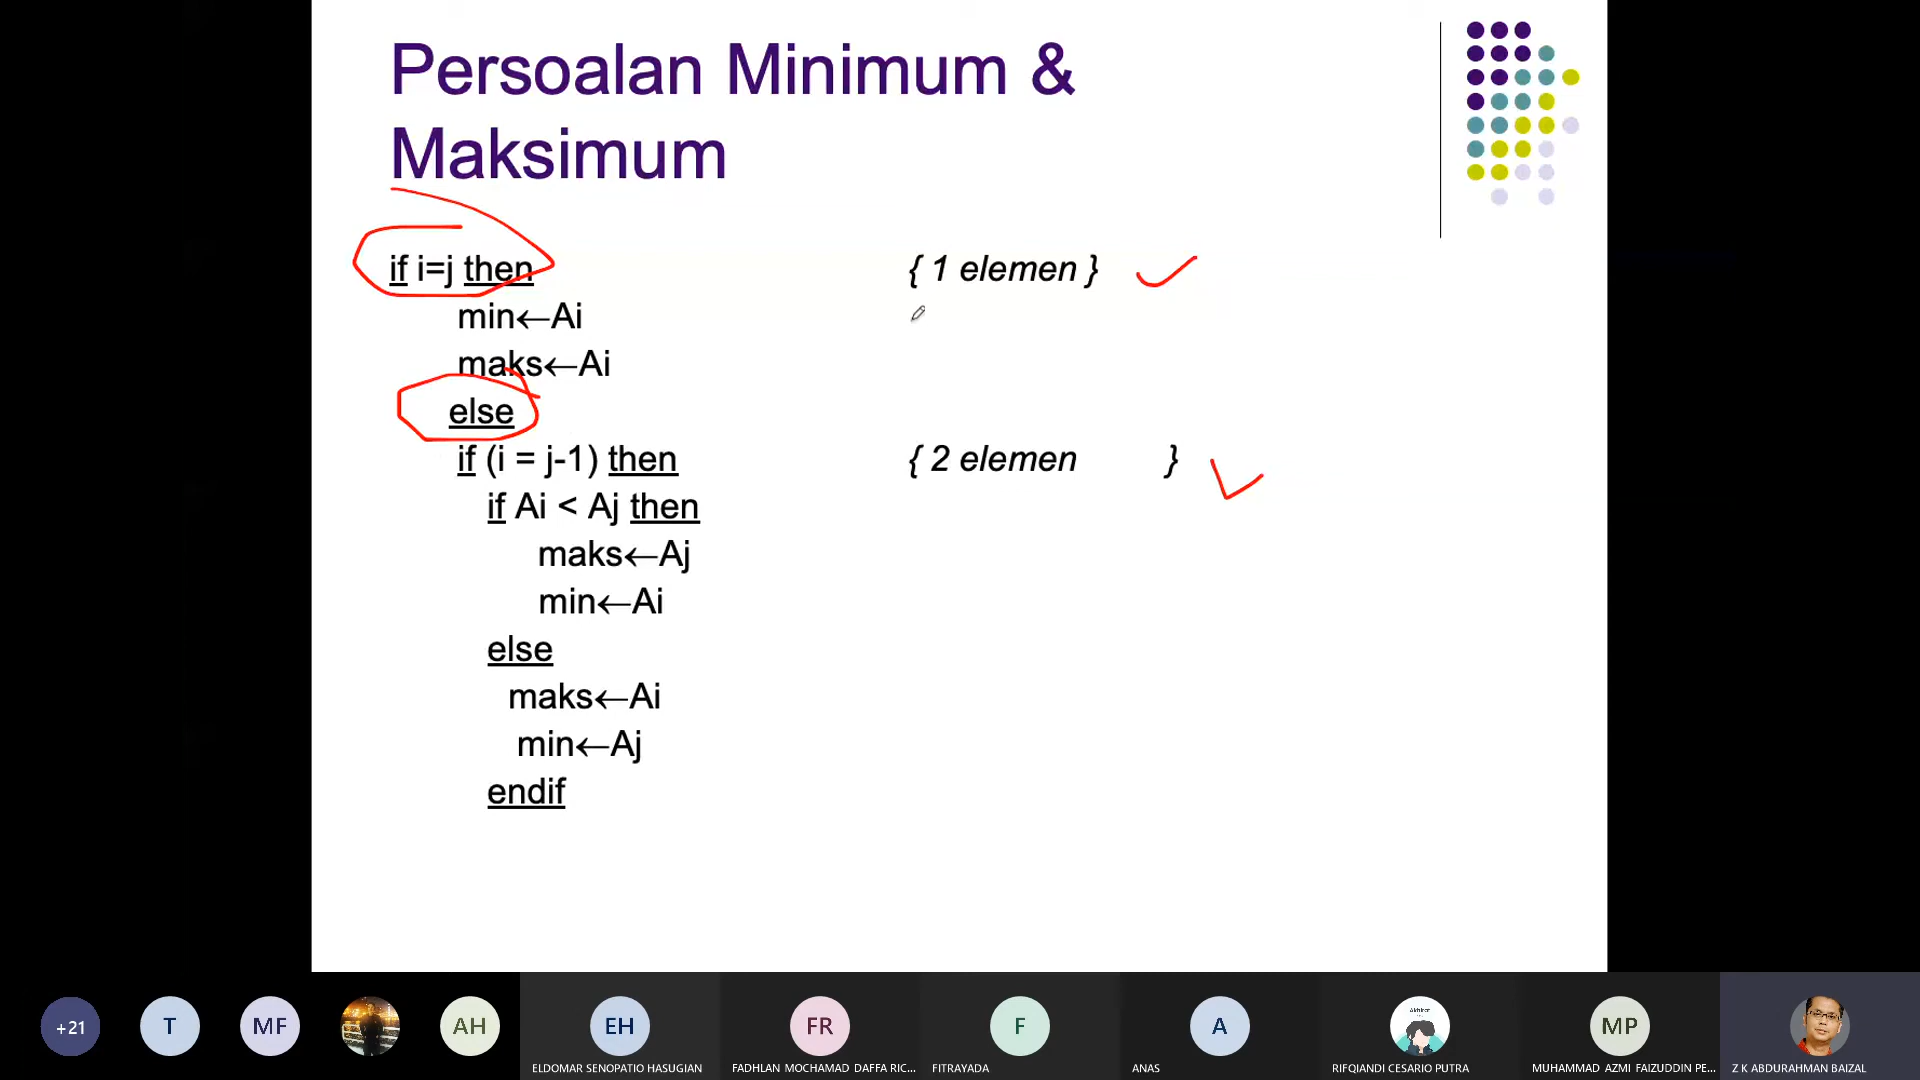 Persoalan Minimum &
Maksimum
if i=j then { 1 elemen }
min←Ai
maks←Ai
else
if (i = j-1) then { 2 elemen }
if Ai < Aj then
maks←Aj
min←Ai
else
maks←Ai
min←Aj
endif
+21
T
MF
AH
EH
FR
F
A
MP
ELDOMAR SENOPATIO HASUGIAN
FADHLAN MOCHAMAD DAFFA RIC...
FITRAYADA
ANAS
RIFQIANDI CESARIO PUTRA
MUHAMMAD AZMI FAIZUDDIN PE...
Z K ABDURAHMAN BAIZAL